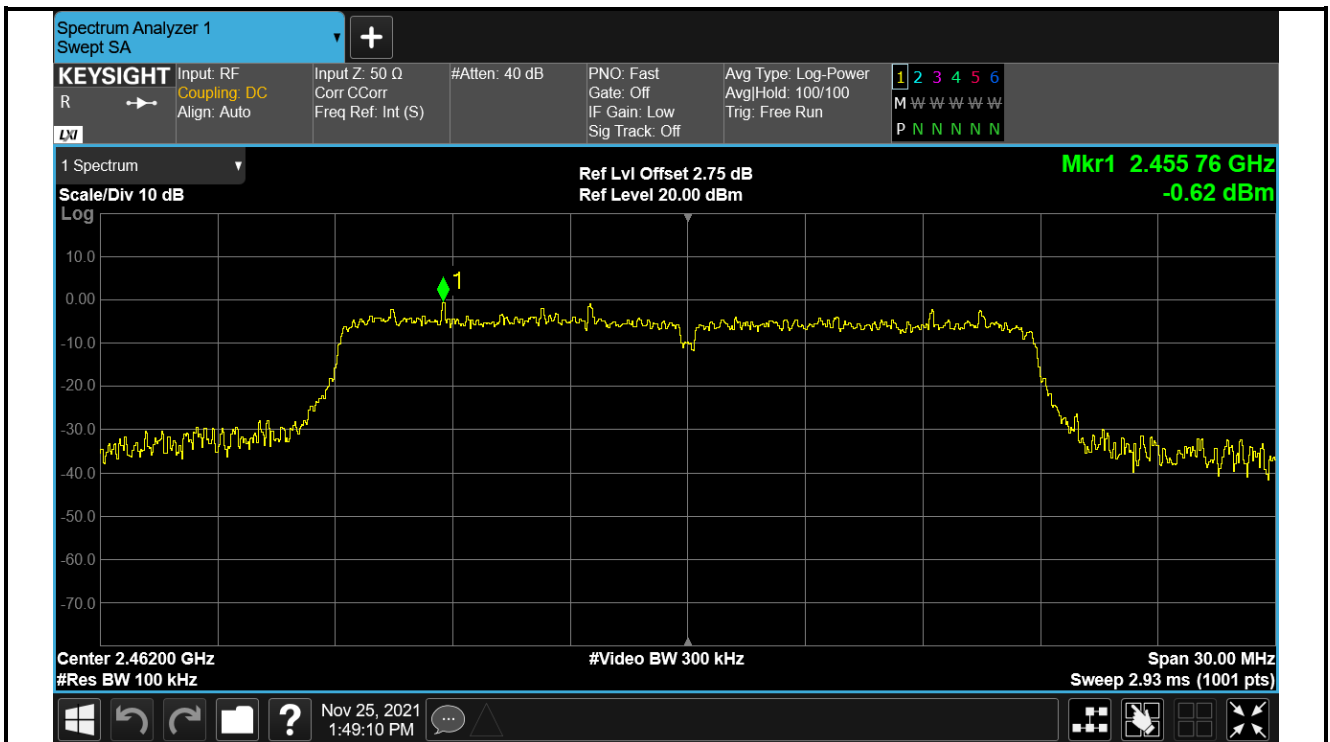 Spectrum Analyzer 1
Swept SA
+
KEYSIGHT
R
LXI
Input: RF
Coupling: DC
Align: Auto
Input Z: 50 Ω
Corr CCorr
Freq Ref: Int (S)
#Atten: 40 dB
PNO: Fast
Gate: Off
IF Gain: Low
Sig Track: Off
Avg Type: Log-Power
Avg|Hold: 100/100
Trig: Free Run
1 2 3 4 5 6
M W W W W W
P N N N N N
1 Spectrum
Scale/Div 10 dB
Ref Lvl Offset 2.75 dB
Ref Level 20.00 dBm
Mkr1 2.455 76 GHz
-0.62 dBm
Log
10.0
0.00
-10.0
-20.0
-30.0
-40.0
-50.0
-60.0
-70.0
1
Center 2.46200 GHz
#Res BW 100 kHz
#Video BW 300 kHz
Span 30.00 MHz
Sweep 2.93 ms (1001 pts)
?
Nov 25, 2021
1:49:10 PM